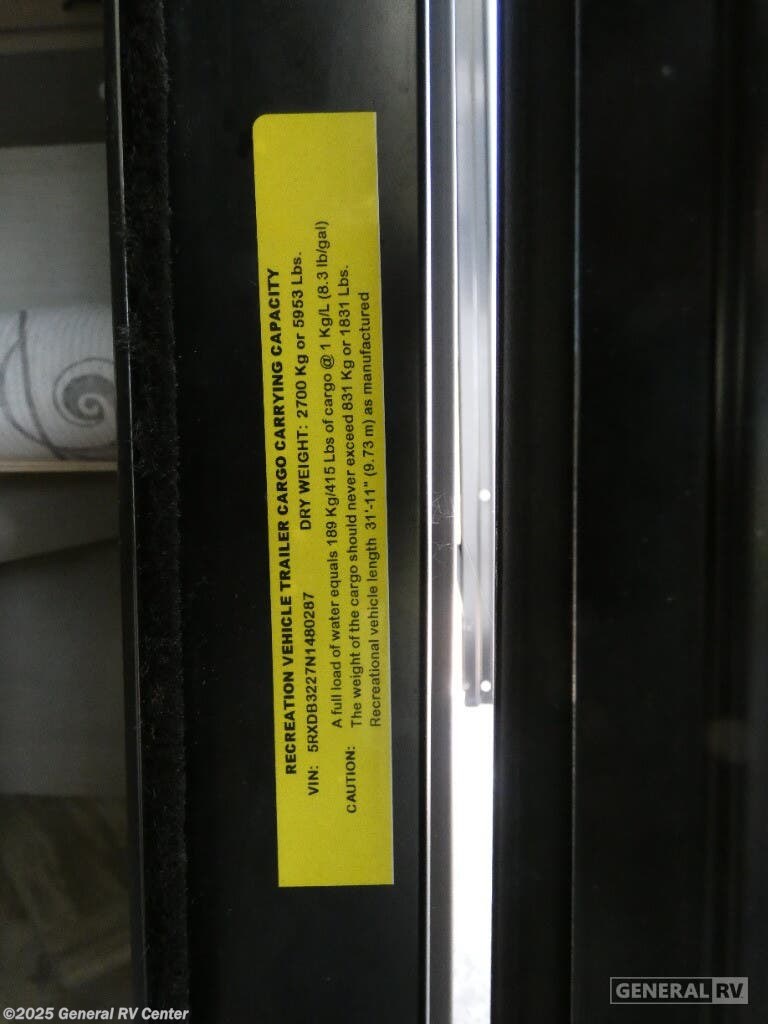 RECREATION VEHICLE TRAILER CARGO CARRYING CAPACITY
VIN: 5RXDB3227N1480287 DRY WEIGHT: 2700 Kg or 5953 Lbs.
A full load of water equals 189 Kg/415 Lbs of cargo @ 1 Kg/L (8.3 lb/gal)
CAUTION: The weight of the cargo should never exceed 831 Kg or 1831 Lbs.
Recreational vehicle length 31'-11" (9.73 m) as manufactured
GENERAL RV
©2025 General RV Center